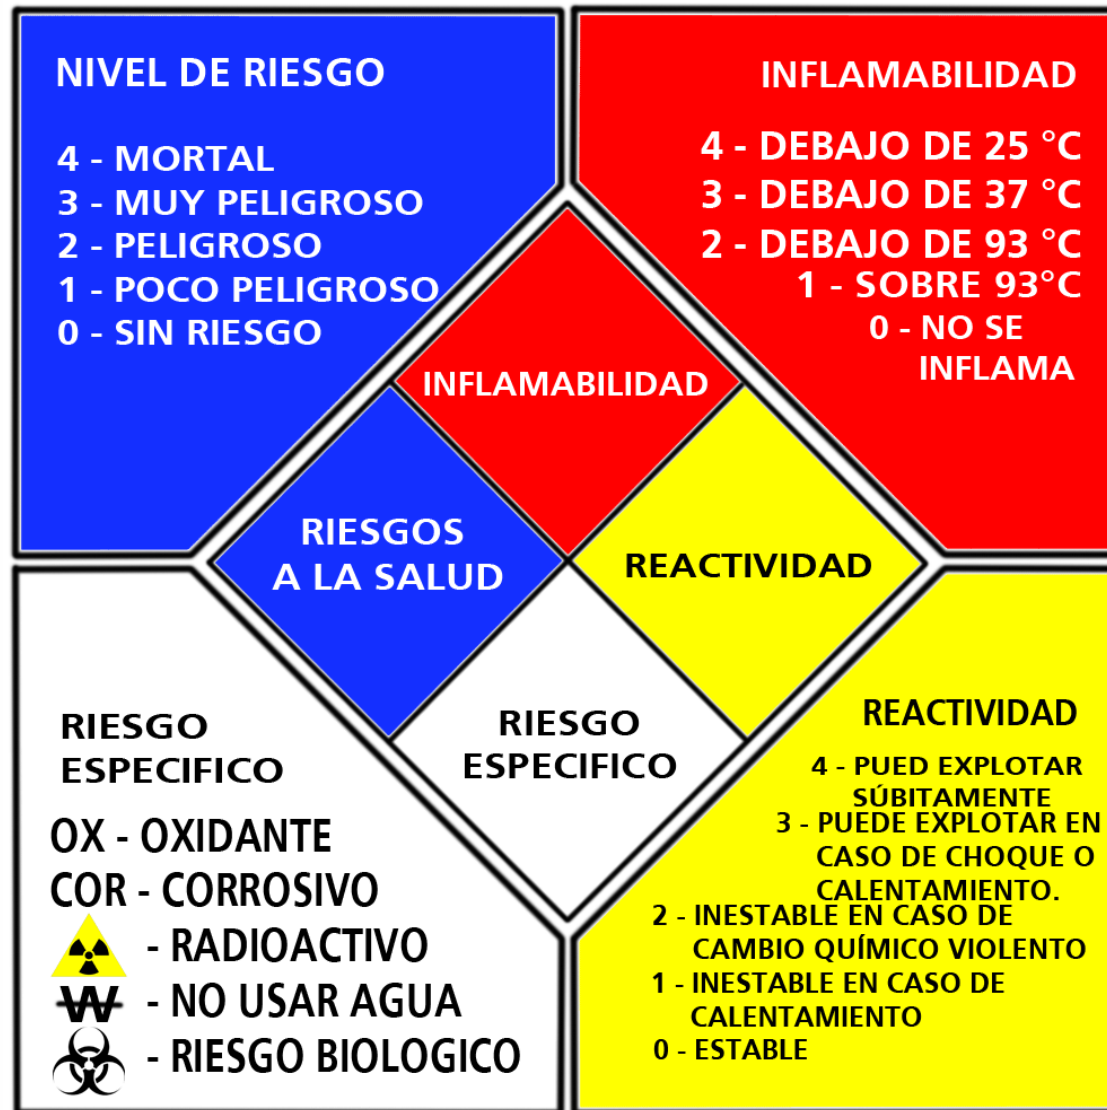 NIVEL DE RIESGO
4 - MORTAL
3 - MUY PELIGROSO
2 - PELIGROSO
1 - POCO PELIGROSO
0 - SIN RIESGO
INFLAMABILIDAD
4 - DEBAJO DE 25 °C
3 - DEBAJO DE 37 °C
2 - DEBAJO DE 93 °C
1 - SOBRE 93°C
0 - NO SE
INFLAMA
INFLAMABILIDAD
RIESGOS
A LA SALUD
REACTIVIDAD
RIESGO
ESPECIFICO
RIESGO
ESPECIFICO
OX - OXIDANTE
COR - CORROSIVO
- RADIOACTIVO
W - NO USAR AGUA
- RIESGO BIOLOGICO
REACTIVIDAD
4 - PUED EXPLOTAR
SÚBITAMENTE
3 - PUEDE EXPLOTAR EN
CASO DE CHOQUE O
CALENTAMIENTO.
2 - INESTABLE EN CASO DE
CAMBIO QUÍMICO VIOLENTO
1 - INESTABLE EN CASO DE
CALENTAMIENTO
0 - ESTABLE